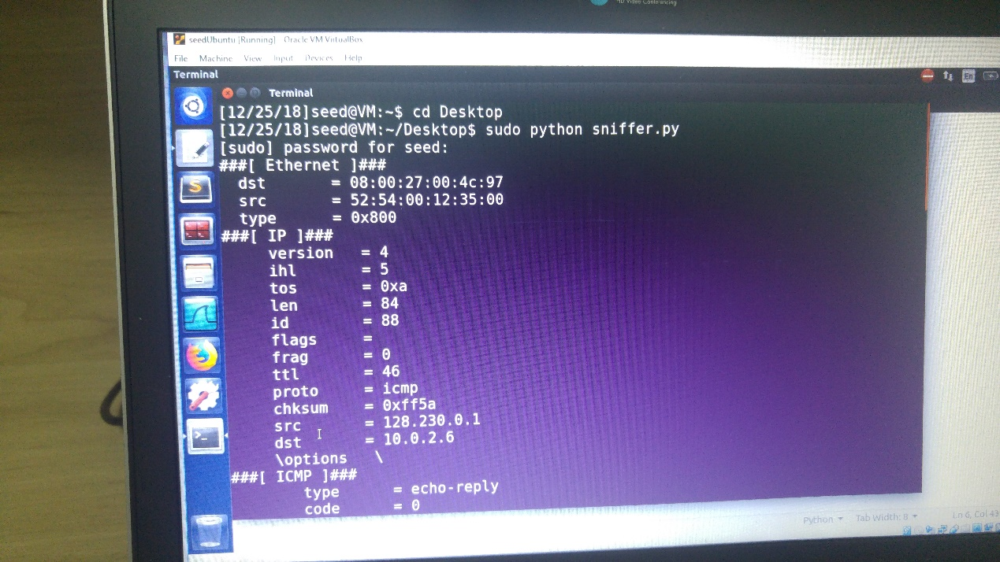 HD Video Conferencing
seedUbuntu [Running] - Oracle VM VirtualBox
File Machine View Input Devices Help
Terminal
En
Terminal
[12/25/18]seed@VM:~$ cd Desktop
[12/25/18]seed@VM:~/Desktop$ sudo python sniffer.py
[sudo] password for seed:
###[ Ethernet ]###
dst = 08:00:27:00:4c:97
src = 52:54:00:12:35:00
type = 0x800
###[ IP ]###
version = 4
ihl = 5
tos = 0xa
len = 84
id = 88
flags =
frag = 0
ttl = 46
proto = icmp
chksum = 0xff5a
src = 128.230.0.1
dst = 10.0.2.6
\options \
###[ ICMP ]###
type = echo-reply
code = 0
Python Tab Width: 8 Ln 6, Col 43